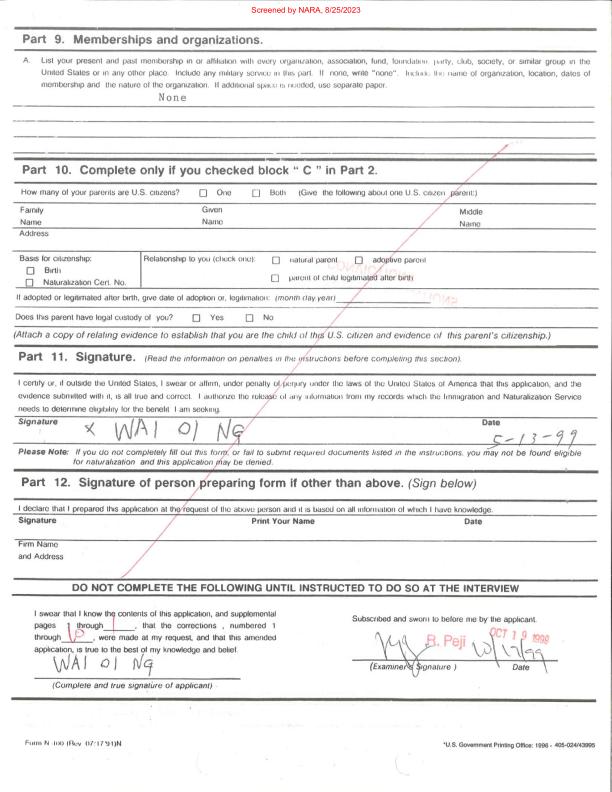 Screened by NARA, 8/25/2023
Part 9. Memberships and organizations.
A. List your present and past membership in or affiliation with every organization, association, fund, foundation, party, club, society, or similar group in the
United States or in any other place. Include any military service in this part. If none, write "none". Include the name of organization, location, dates of
membership and the nature of the organization. If additional space is needed, use separate paper.
None
Part 10. Complete only if you checked block " C " in Part 2.
How many of your parents are U.S. citizens? ☐ One ☐ Both (Give the following about one U.S. citizen parent:)
Family Given Middle
Name Name Name
Address
Basis for citizenship: Relationship to you (check one): ☐ natural parent ☐ adoptive parent
☐ Birth
☐ parent of child legitimated after birth
☐ Naturalization Cert. No.
If adopted or legitimated after birth, give date of adoption or, legitimation: (month day year)
Does this parent have legal custody of you? ☐ Yes ☐ No
(Attach a copy of relating evidence to establish that you are the child of this U.S. citizen and evidence of this parent's citizenship.)
Part 11. Signature. (Read the information on penalties in the instructions before completing this section).
I certify or, if outside the United States, I swear or affirm, under penalty of perjury under the laws of the United States of America that this application, and the
evidence submitted with it, is all true and correct. I authorize the release of any information from my records which the Immigration and Naturalization Service
needs to determine eligibility for the benefit I am seeking.
Signature Date
x WAI OI NG 5-13-99
Please Note: If you do not completely fill out this form, or fail to submit required documents listed in the instructions, you may not be found eligible
for naturalization and this application may be denied.
Part 12. Signature of person preparing form if other than above. (Sign below)
I declare that I prepared this application at the request of the above person and it is based on all information of which I have knowledge.
Signature Print Your Name Date
Firm Name
and Address
DO NOT COMPLETE THE FOLLOWING UNTIL INSTRUCTED TO DO SO AT THE INTERVIEW
I swear that I know the contents of this application, and supplemental
pages 1 through , that the corrections , numbered 1
through 10 , were made at my request, and that this amended
application, is true to the best of my knowledge and belief.
WAI OI NG
(Complete and true signature of applicant)
Subscribed and sworn to before me by the applicant.
B. Peji OCT 19 1999
(Examiner's Signature ) Date
Form N-400 (Rev. 07/17/91)N
*U.S. Government Printing Office: 1996 - 405-024/43995